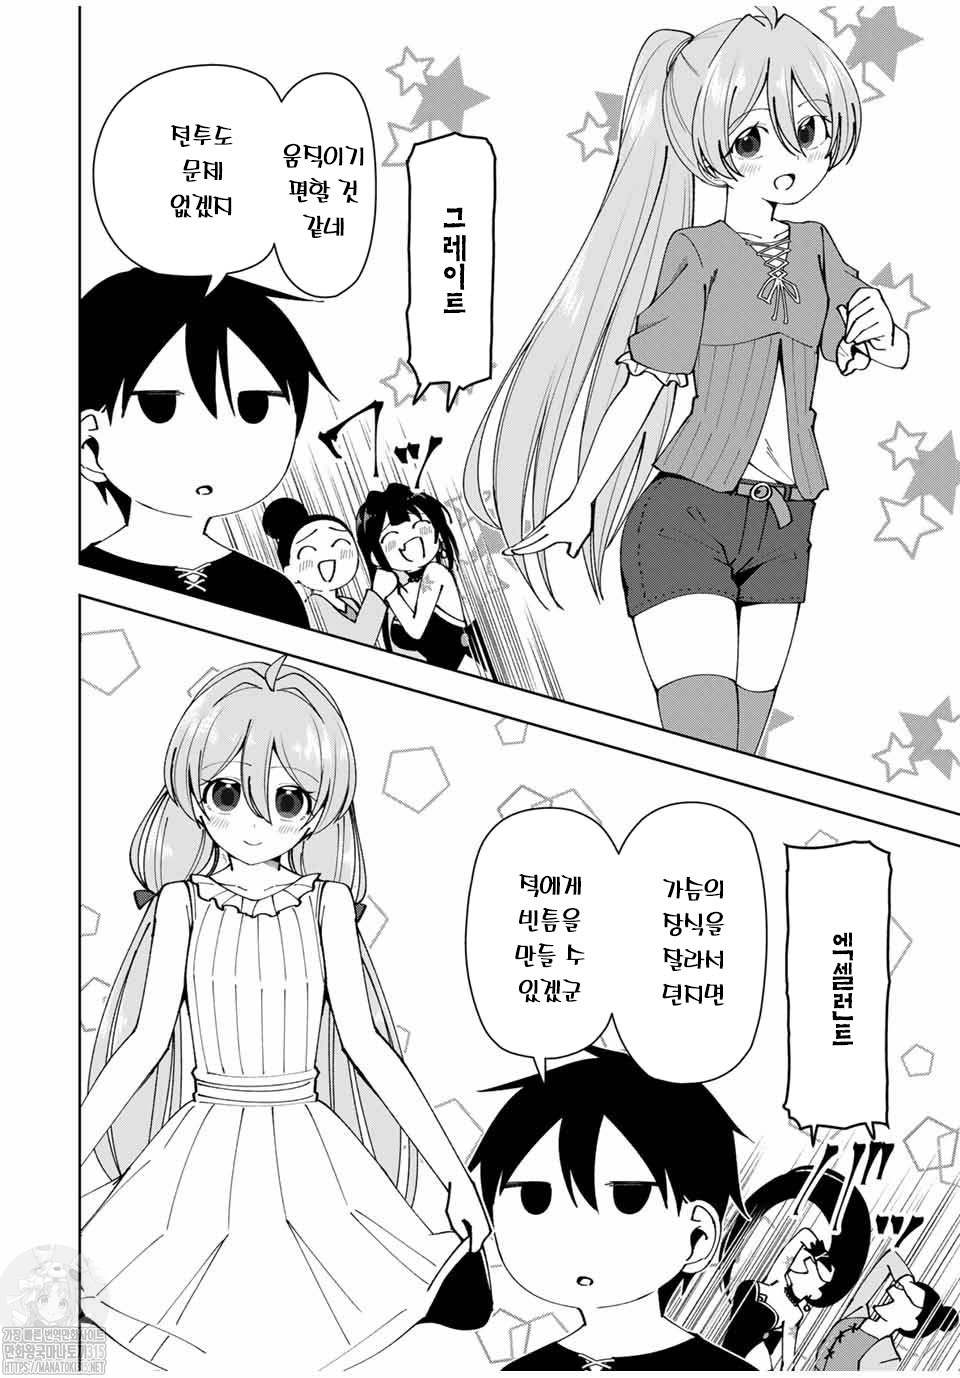 움직이기
편할 것
같네
전투도
문제
없겠지
그레이트
가슴의
장식을
잘라서
던지면
적에게
빈틈을
만들 수
있겠군
엑셀런트
가장 빠른 번역만화사이트
만화왕국마나토끼315
HTTPS://MANATOKI315.NET